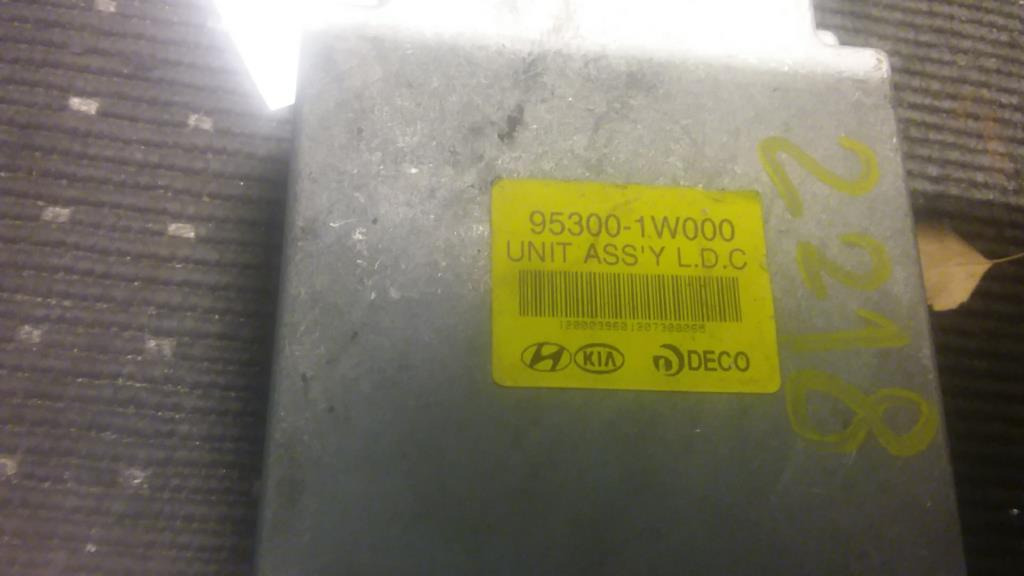 95300-1W000
UNIT ASS'Y L.D.C
KIA DECO
2218